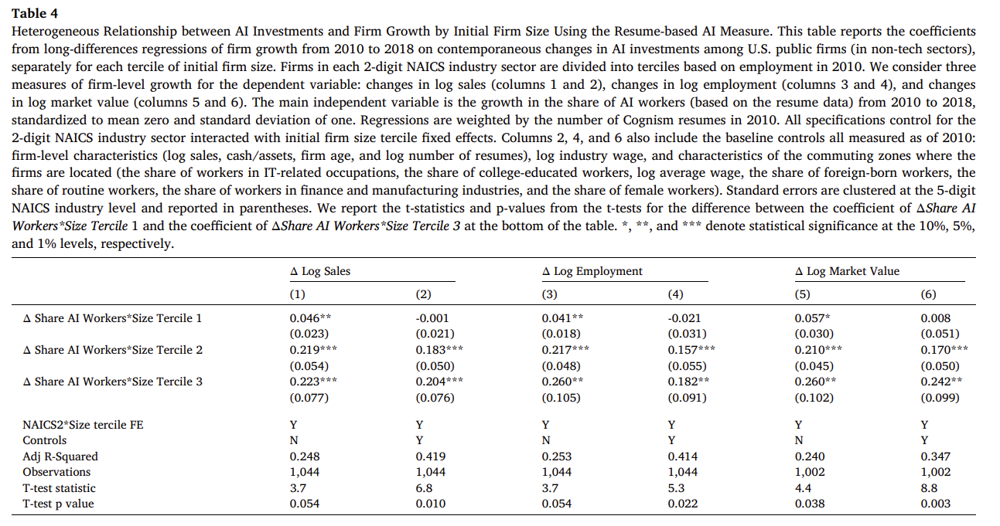 Table 4
Heterogeneous Relationship between AI Investments and Firm Growth by Initial Firm Size Using the Resume-based AI Measure. This table reports the coefficients
from long-differences regressions of firm growth from 2010 to 2018 on contemporaneous changes in AI investments among U.S. public firms (in non-tech sectors),
separately for each tercile of initial firm size. Firms in each 2-digit NAICS industry sector are divided into terciles based on employment in 2010. We consider three
measures of firm-level growth for the dependent variable: changes in log sales (columns 1 and 2), changes in log employment (columns 3 and 4), and changes
in log market value (columns 5 and 6). The main independent variable is the growth in the share of AI workers (based on the resume data) from 2010 to 2018,
standardized to mean zero and standard deviation of one. Regressions are weighted by the number of Cognism resumes in 2010. All specifications control for the
2-digit NAICS industry sector interacted with initial firm size tercile fixed effects. Columns 2, 4, and 6 also include the baseline controls all measured as of 2010:
firm-level characteristics (log sales, cash/assets, firm age, and log number of resumes), log industry wage, and characteristics of the commuting zones where the
firms are located (the share of workers in IT-related occupations, the share of college-educated workers, log average wage, the share of foreign-born workers, the
share of routine workers, the share of workers in finance and manufacturing industries, and the share of female workers). Standard errors are clustered at the 5-digit
NAICS industry level and reported in parentheses. We report the t-statistics and p-values from the t-tests for the difference between the coefficient of ΔShare AI
Workers*Size Tercile 1 and the coefficient of ΔShare AI Workers*Size Tercile 3 at the bottom of the table. *, **, and *** denote statistical significance at the 10%, 5%,
and 1% levels, respectively.
Δ Log Sales Δ Log Employment Δ Log Market Value
(1) (2) (3) (4) (5) (6)
Δ Share AI Workers*Size Tercile 1 0.046** -0.001 0.041** -0.021 0.057* 0.008
(0.023) (0.021) (0.018) (0.031) (0.030) (0.051)
Δ Share AI Workers*Size Tercile 2 0.219*** 0.183*** 0.217*** 0.157*** 0.210*** 0.170***
(0.054) (0.050) (0.048) (0.055) (0.045) (0.050)
Δ Share AI Workers*Size Tercile 3 0.223*** 0.204*** 0.260** 0.182** 0.260** 0.242**
(0.077) (0.076) (0.105) (0.091) (0.102) (0.099)
NAICS2*Size tercile FE Y Y Y Y Y Y
Controls N Y N Y N Y
Adj R-Squared 0.248 0.419 0.253 0.414 0.240 0.347
Observations 1,044 1,044 1,044 1,044 1,002 1,002
T-test statistic 3.7 6.8 3.7 5.3 4.4 8.8
T-test p value 0.054 0.010 0.054 0.022 0.038 0.003